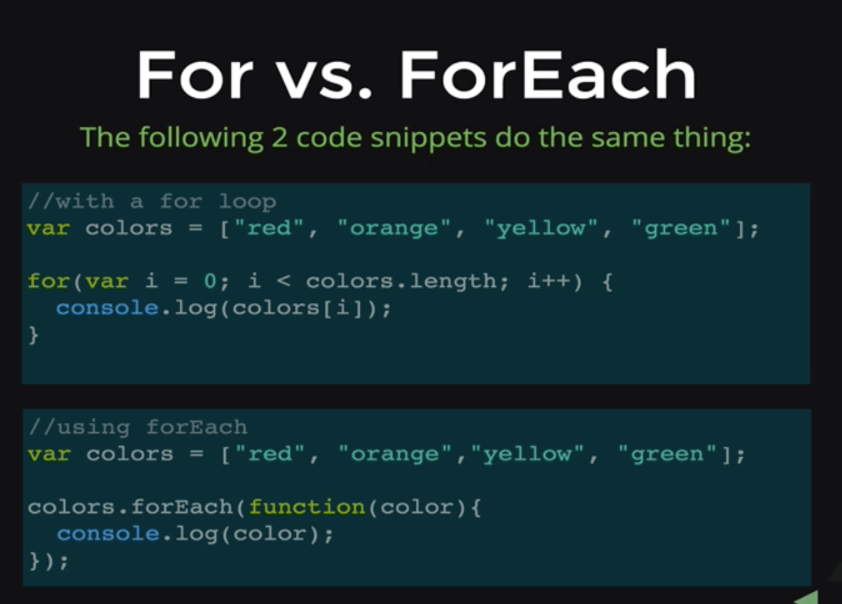 For vs. ForEach
The following 2 code snippets do the same thing:
//with a for loop
var colors = ["red", "orange", "yellow", "green"];
for(var i = 0; i < colors.length; i++) {
  console.log(colors[i]);
}
//using forEach
var colors = ["red", "orange","yellow", "green"];
colors.forEach(function(color){
  console.log(color);
});